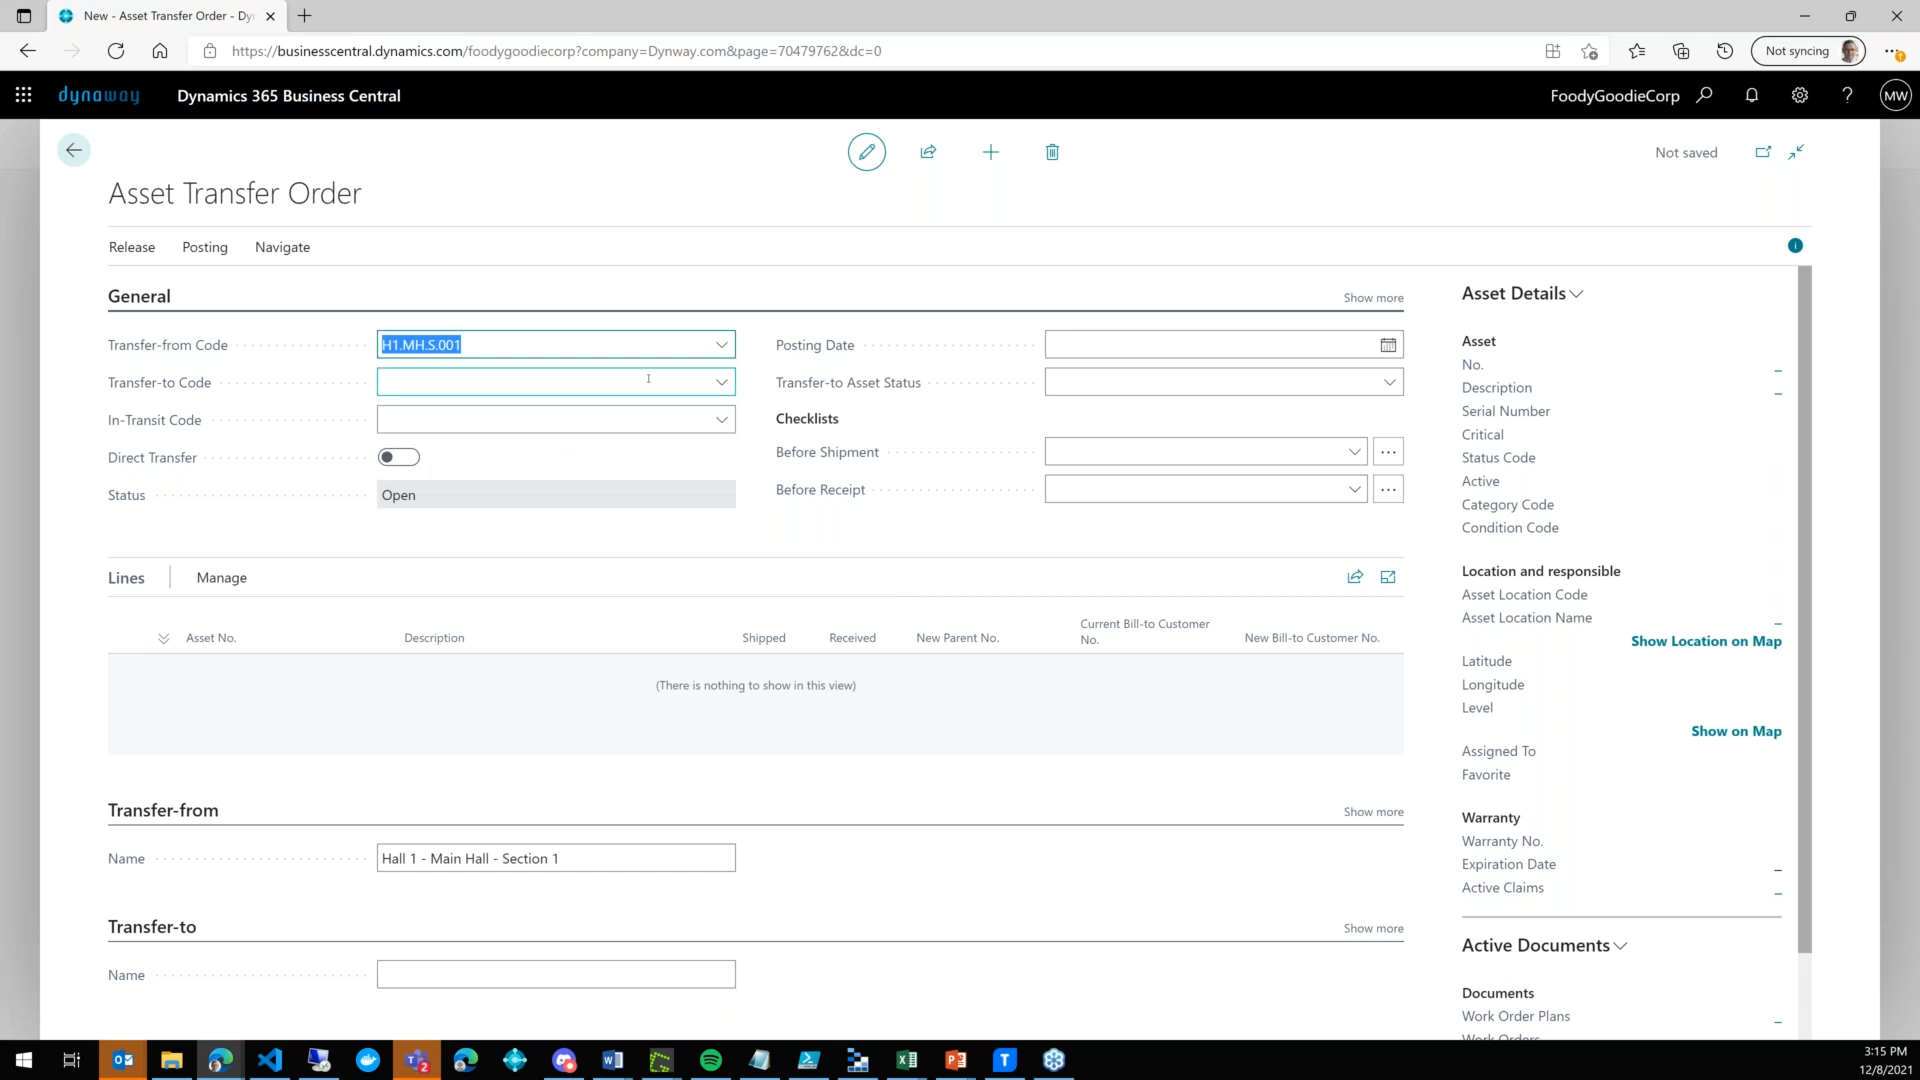 New - Asset Transfer Order - Dy
https://businesscentral.dynamics.com/foodygoodiecorp?company=Dynway.com&page=70479762&dc=0
Not syncing
dynaway
Dynamics 365 Business Central
FoodyGoodieCorp
?
MW
Not saved
Asset Transfer Order
Release
Posting
Navigate
General
Show more
Transfer-from Code
H1.MH.S.001
Transfer-to Code
In-Transit Code
Direct Transfer
Status
Open
Posting Date
Transfer-to Asset Status
Checklists
Before Shipment
Before Receipt
Lines
Manage
Asset No.
Description
Shipped
Received
New Parent No.
Current Bill-to Customer
No.
New Bill-to Customer No.
(There is nothing to show in this view)
Transfer-from
Show more
Name
Hall 1 - Main Hall - Section 1
Transfer-to
Show more
Name
Asset Details
Asset
No.
Description
Serial Number
Critical
Status Code
Active
Category Code
Condition Code
Location and responsible
Asset Location Code
Asset Location Name
Show Location on Map
Latitude
Longitude
Level
Show on Map
Assigned To
Favorite
Warranty
Warranty No.
Expiration Date
Active Claims
Active Documents
Documents
Work Order Plans
Work Orders
3:15 PM
12/8/2021